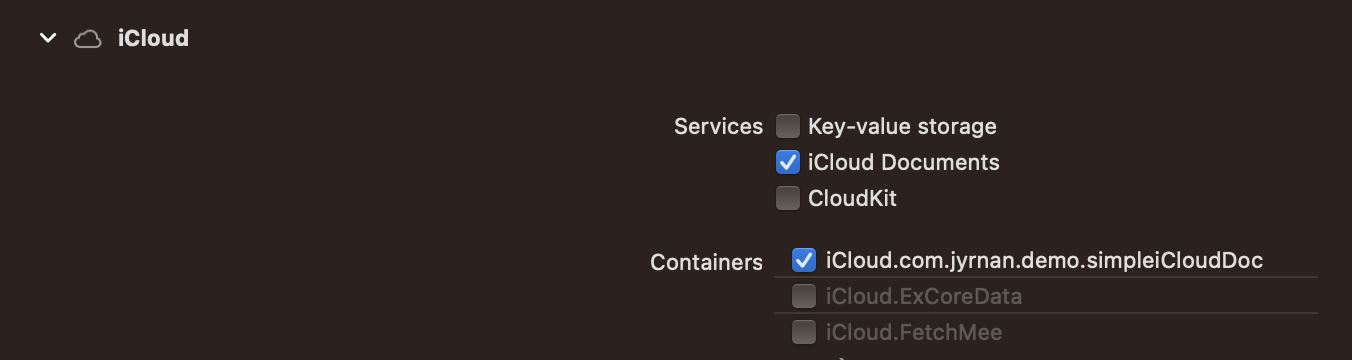 iCloud
Services Key-value storage
iCloud Documents
CloudKit
Containers iCloud.com.jyrnan.demo.simpleiCloudDoc
iCloud.ExCoreData
iCloud.FetchMee